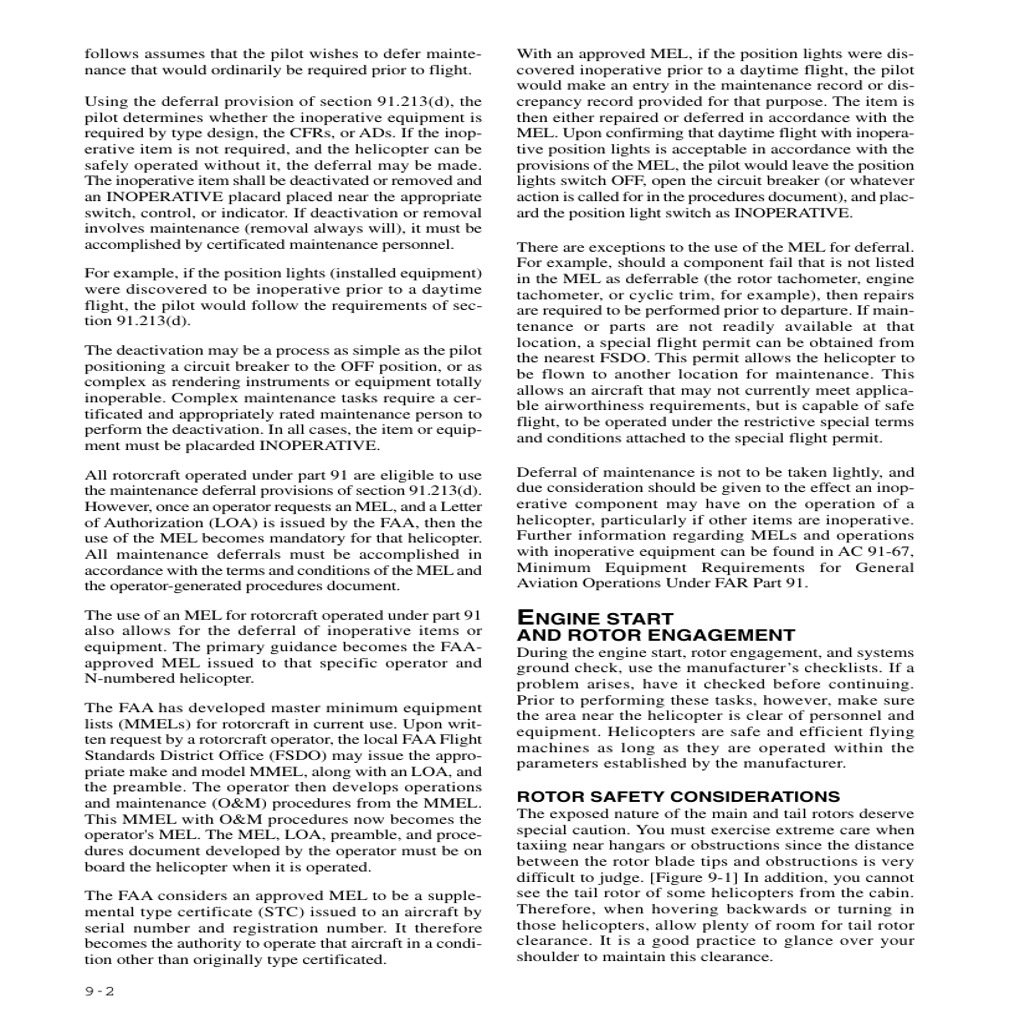 follows assumes that the pilot wishes to defer mainte-
nance that would ordinarily be required prior to flight.
Using the deferral provision of section 91.213(d), the
pilot determines whether the inoperative equipment is
required by type design, the CFRs, or ADs. If the inop-
erative item is not required, and the helicopter can be
safely operated without it, the deferral may be made.
The inoperative item shall be deactivated or removed and
an INOPERATIVE placard placed near the appropriate
switch, control, or indicator. If deactivation or removal
involves maintenance (removal always will), it must be
accomplished by certificated maintenance personnel.
For example, if the position lights (installed equipment)
were discovered to be inoperative prior to a daytime
flight, the pilot would follow the requirements of sec-
tion 91.213(d).
The deactivation may be a process as simple as the pilot
positioning a circuit breaker to the OFF position, or as
complex as rendering instruments or equipment totally
inoperable. Complex maintenance tasks require a cer-
tificated and appropriately rated maintenance person to
perform the deactivation. In all cases, the item or equip-
ment must be placarded INOPERATIVE.
All rotorcraft operated under part 91 are eligible to use
the maintenance deferral provisions of section 91.213(d).
However, once an operator requests an MEL, and a Letter
of Authorization (LOA) is issued by the FAA, then the
use of the MEL becomes mandatory for that helicopter.
All maintenance deferrals must be accomplished in
accordance with the terms and conditions of the MEL and
the operator-generated procedures document.
The use of an MEL for rotorcraft operated under part 91
also allows for the deferral of inoperative items or
equipment. The primary guidance becomes the FAA-
approved MEL issued to that specific operator and
N-numbered helicopter.
The FAA has developed master minimum equipment
lists (MMELs) for rotorcraft in current use. Upon writ-
ten request by a rotorcraft operator, the local FAA Flight
Standards District Office (FSDO) may issue the appro-
priate make and model MMEL, along with an LOA, and
the preamble. The operator then develops operations
and maintenance (O&M) procedures from the MMEL.
This MMEL with O&M procedures now becomes the
operator's MEL. The MEL, LOA, preamble, and proce-
dures document developed by the operator must be on
board the helicopter when it is operated.
The FAA considers an approved MEL to be a supple-
mental type certificate (STC) issued to an aircraft by
serial number and registration number. It therefore
becomes the authority to operate that aircraft in a condi-
tion other than originally type certificated.
With an approved MEL, if the position lights were dis-
covered inoperative prior to a daytime flight, the pilot
would make an entry in the maintenance record or dis-
crepancy record provided for that purpose. The item is
then either repaired or deferred in accordance with the
MEL. Upon confirming that daytime flight with inopera-
tive position lights is acceptable in accordance with the
provisions of the MEL, the pilot would leave the position
lights switch OFF, open the circuit breaker (or whatever
action is called for in the procedures document), and plac-
ard the position light switch as INOPERATIVE.
There are exceptions to the use of the MEL for deferral.
For example, should a component fail that is not listed
in the MEL as deferrable (the rotor tachometer, engine
tachometer, or cyclic trim, for example), then repairs
are required to be performed prior to departure. If main-
tenance or parts are not readily available at that
location, a special flight permit can be obtained from
the nearest FSDO. This permit allows the helicopter to
be flown to another location for maintenance. This
allows an aircraft that may not currently meet applica-
ble airworthiness requirements, but is capable of safe
flight, to be operated under the restrictive special terms
and conditions attached to the special flight permit.
Deferral of maintenance is not to be taken lightly, and
due consideration should be given to the effect an inop-
erative component may have on the operation of a
helicopter, particularly if other items are inoperative.
Further information regarding MELs and operations
with inoperative equipment can be found in AC 91-67,
Minimum Equipment Requirements for General
Aviation Operations Under FAR Part 91.
ENGINE START
AND ROTOR ENGAGEMENT
During the engine start, rotor engagement, and systems
ground check, use the manufacturer’s checklists. If a
problem arises, have it checked before continuing.
Prior to performing these tasks, however, make sure
the area near the helicopter is clear of personnel and
equipment. Helicopters are safe and efficient flying
machines as long as they are operated within the
parameters established by the manufacturer.
ROTOR SAFETY CONSIDERATIONS
The exposed nature of the main and tail rotors deserve
special caution. You must exercise extreme care when
taxiing near hangars or obstructions since the distance
between the rotor blade tips and obstructions is very
difficult to judge. [Figure 9-1] In addition, you cannot
see the tail rotor of some helicopters from the cabin.
Therefore, when hovering backwards or turning in
those helicopters, allow plenty of room for tail rotor
clearance. It is a good practice to glance over your
shoulder to maintain this clearance.
9-2